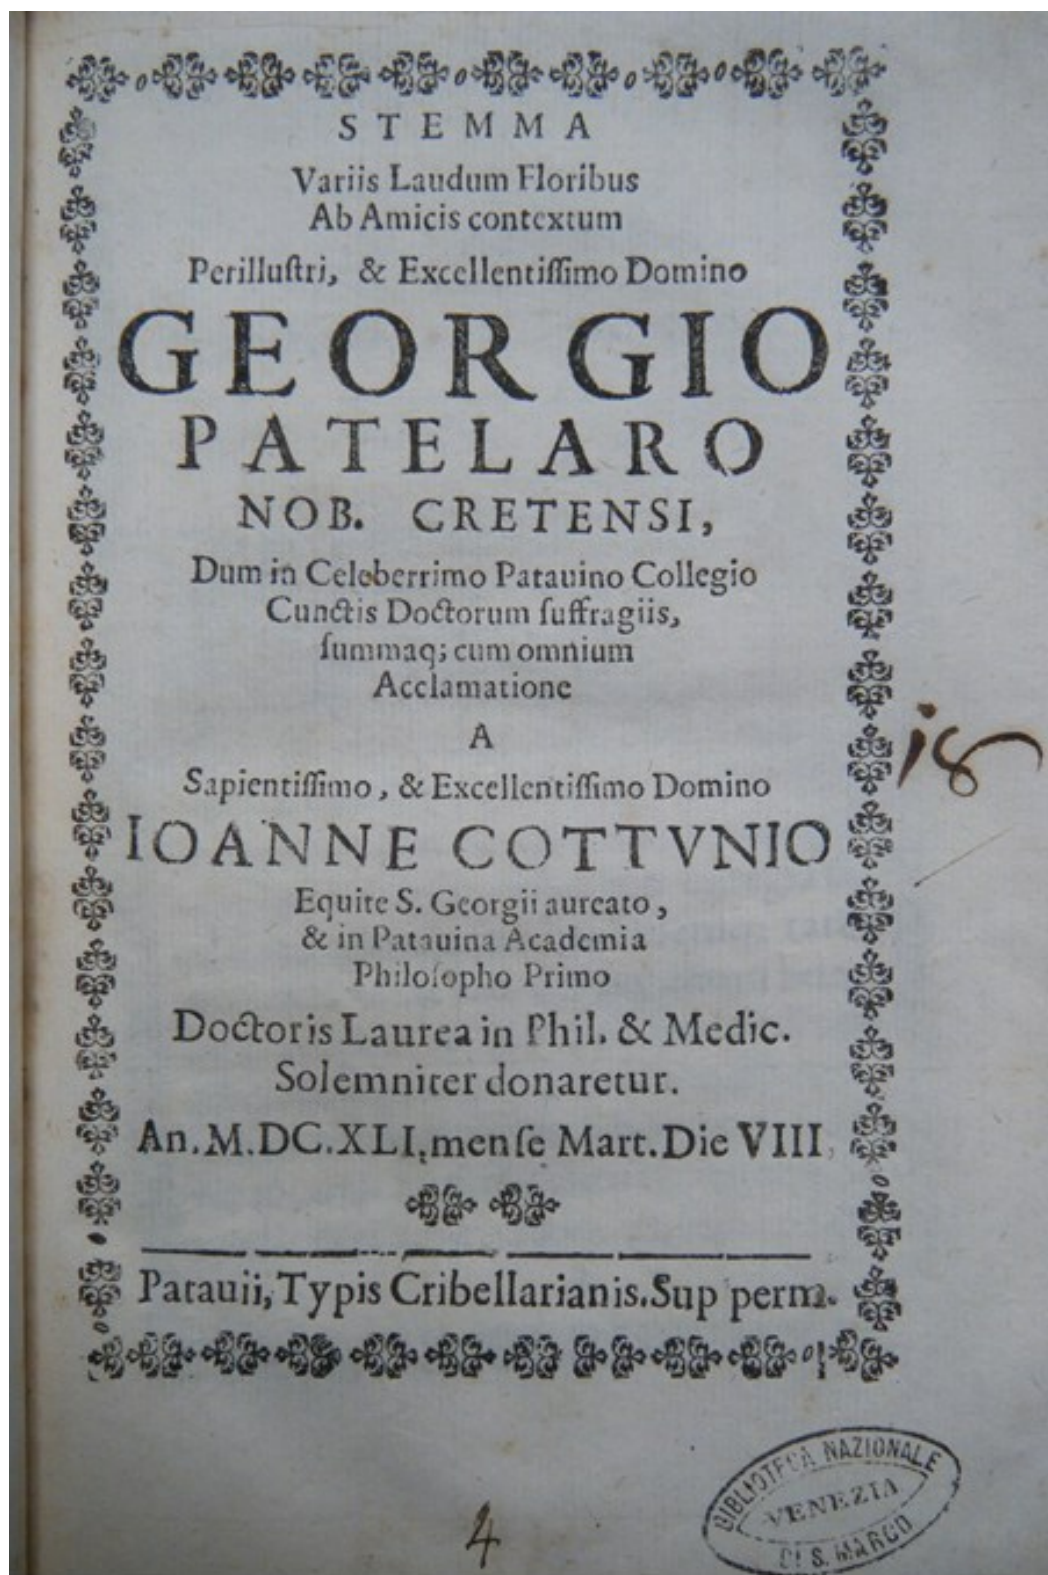 STEMMA
Variis Laudum Floribus
Ab Amicis contextum
Perilluſtri, & Excellentiſſimo Domino
GEORGIO
PATELARO
NOB. CRETENSI,
Dum in Celeberrimo Patauino Collegio
Cunctis Doctorum ſuffragiis,
ſummaq; cum omnium
Acclamatione
A
Sapientiſſimo, & Excellentiſſimo Domino
IOANNE COTTVNIO
Equite S. Georgii aureato,
& in Patauina Academia
Philoſopho Primo
Doctoris Laurea in Phil. & Medic.
Solemniter donaretur.
An. M.DC.XLI. menſe Mart. Die VIII.
Patauii, Typis Cribellarianis. Sup perm.
18
4
BIBLIOTECA NAZIONALE
VENEZIA
DI S. MARCO